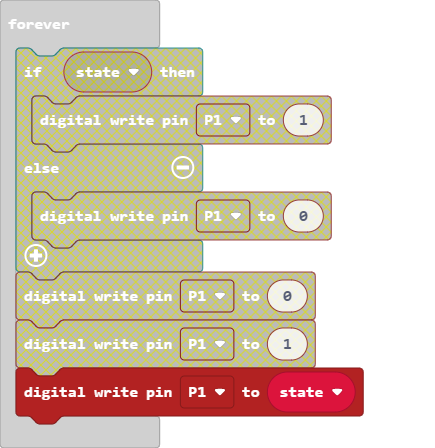 forever
if state then
digital write pin P1 to 1
else
digital write pin P1 to 0
digital write pin P1 to 0
digital write pin P1 to 1
digital write pin P1 to state